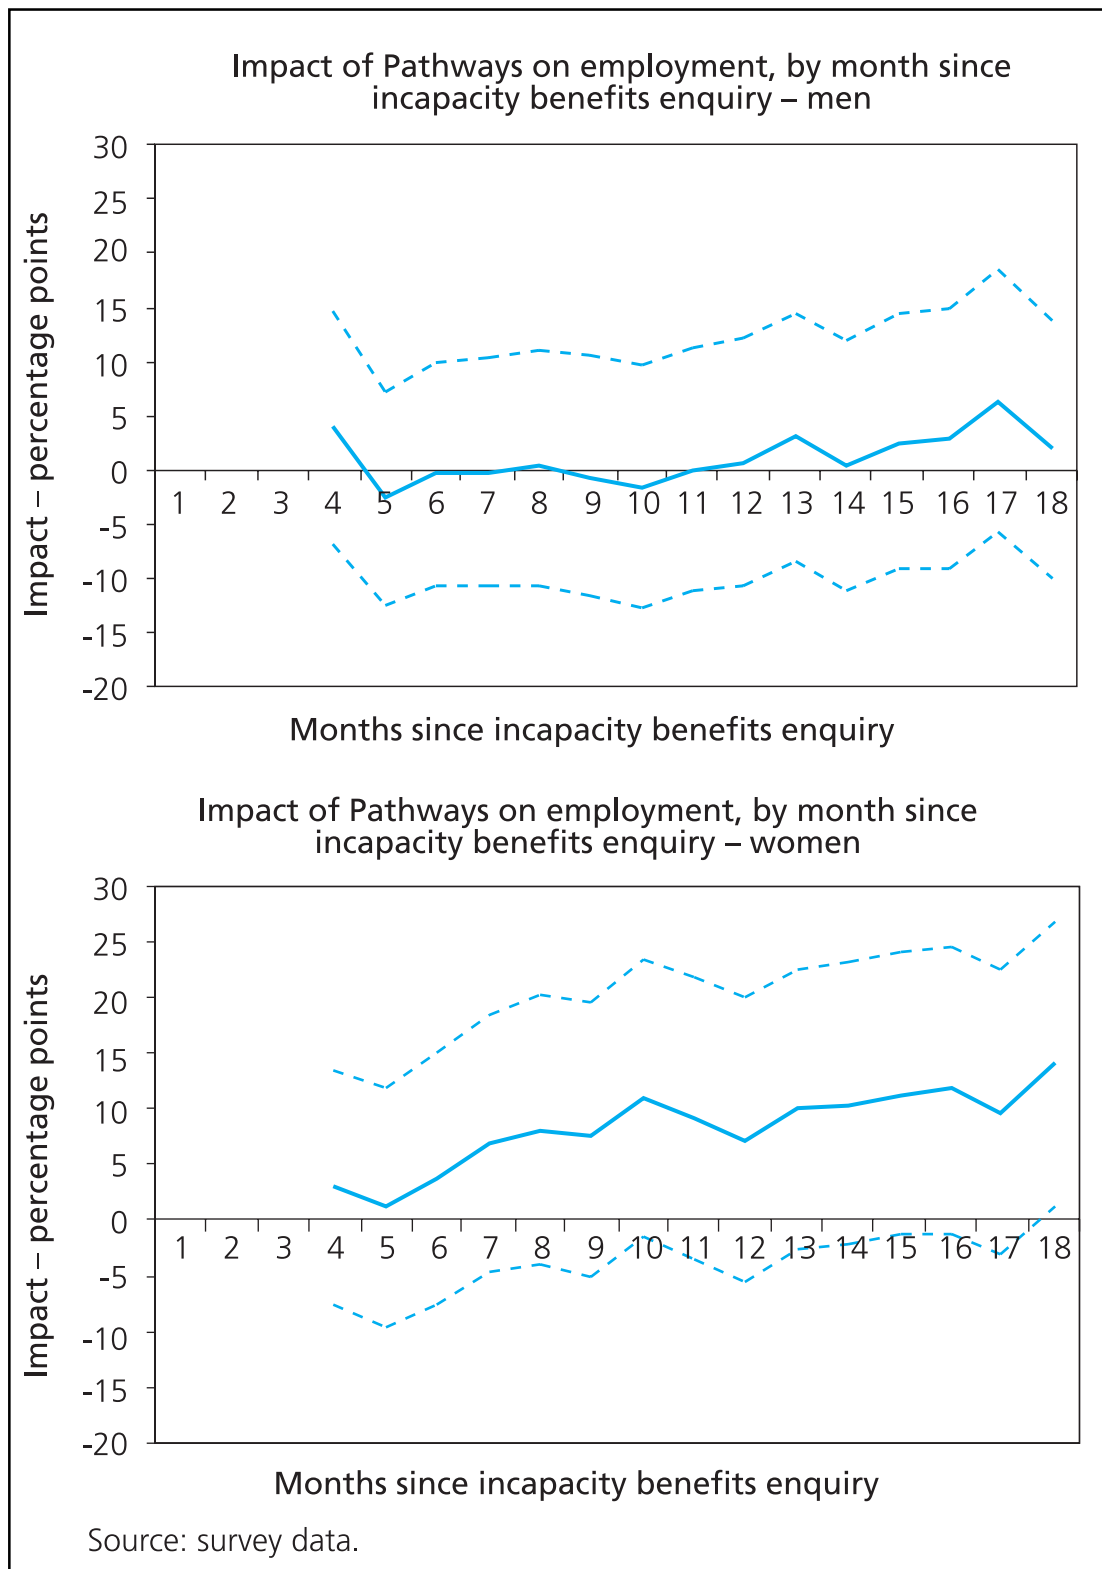 Impact of Pathways on employment, by month since
incapacity benefits enquiry – men
30
25
20
15
10
5
0
-5
-10
-15
-20
Impact – percentage points
1 2 3 4 5 6 7 8 9 10 11 12 13 14 15 16 17 18
Months since incapacity benefits enquiry
Impact of Pathways on employment, by month since
incapacity benefits enquiry – women
30
25
20
15
10
5
0
-5
-10
-15
-20
Impact – percentage points
1 2 3 4 5 6 7 8 9 10 11 12 13 14 15 16 17 18
Months since incapacity benefits enquiry
Source: survey data.